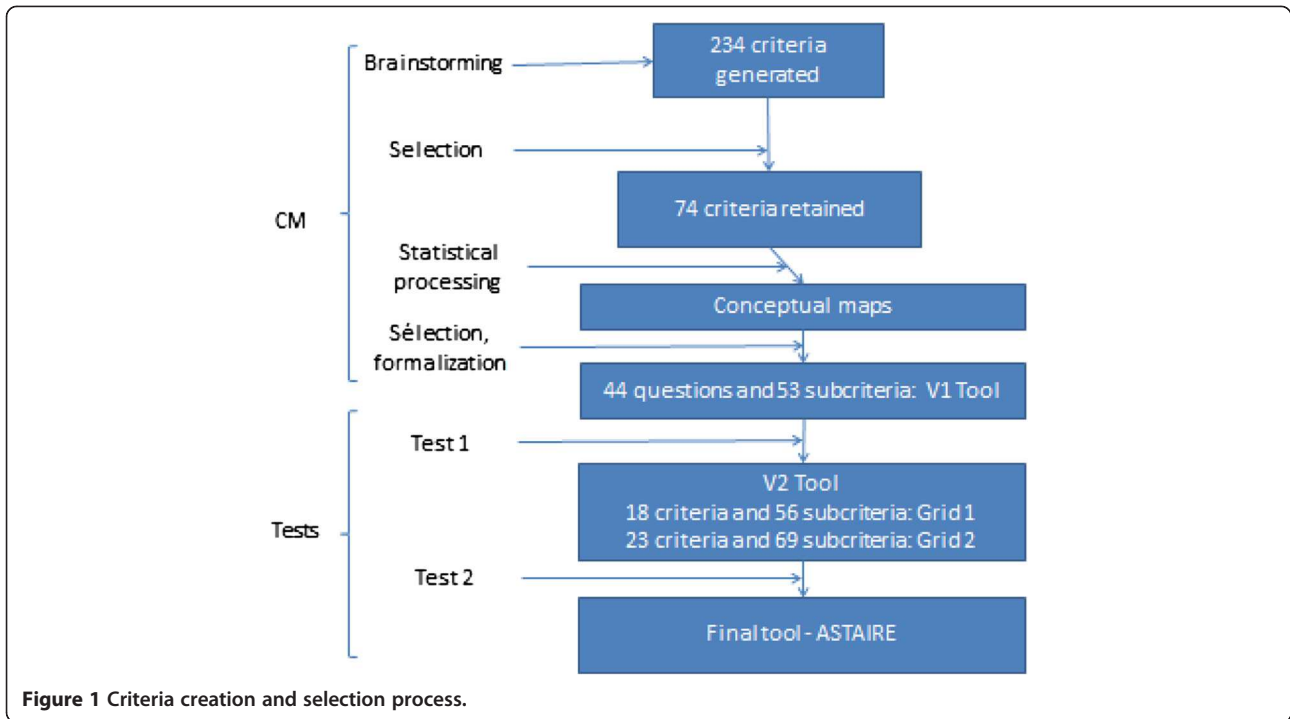 Brainstorming
234 criteria
generated
Selection
74 criteria retained
CM
Statistical
processing
Conceptual maps
Sélection,
formalization
44 questions and 53 subcriteria: V1 Tool
Test 1
V2 Tool
18 criteria and 56 subcriteria: Grid 1
23 criteria and 69 subcriteria: Grid 2
Tests
Test 2
Final tool - ASTAIRE
Figure 1 Criteria creation and selection process.